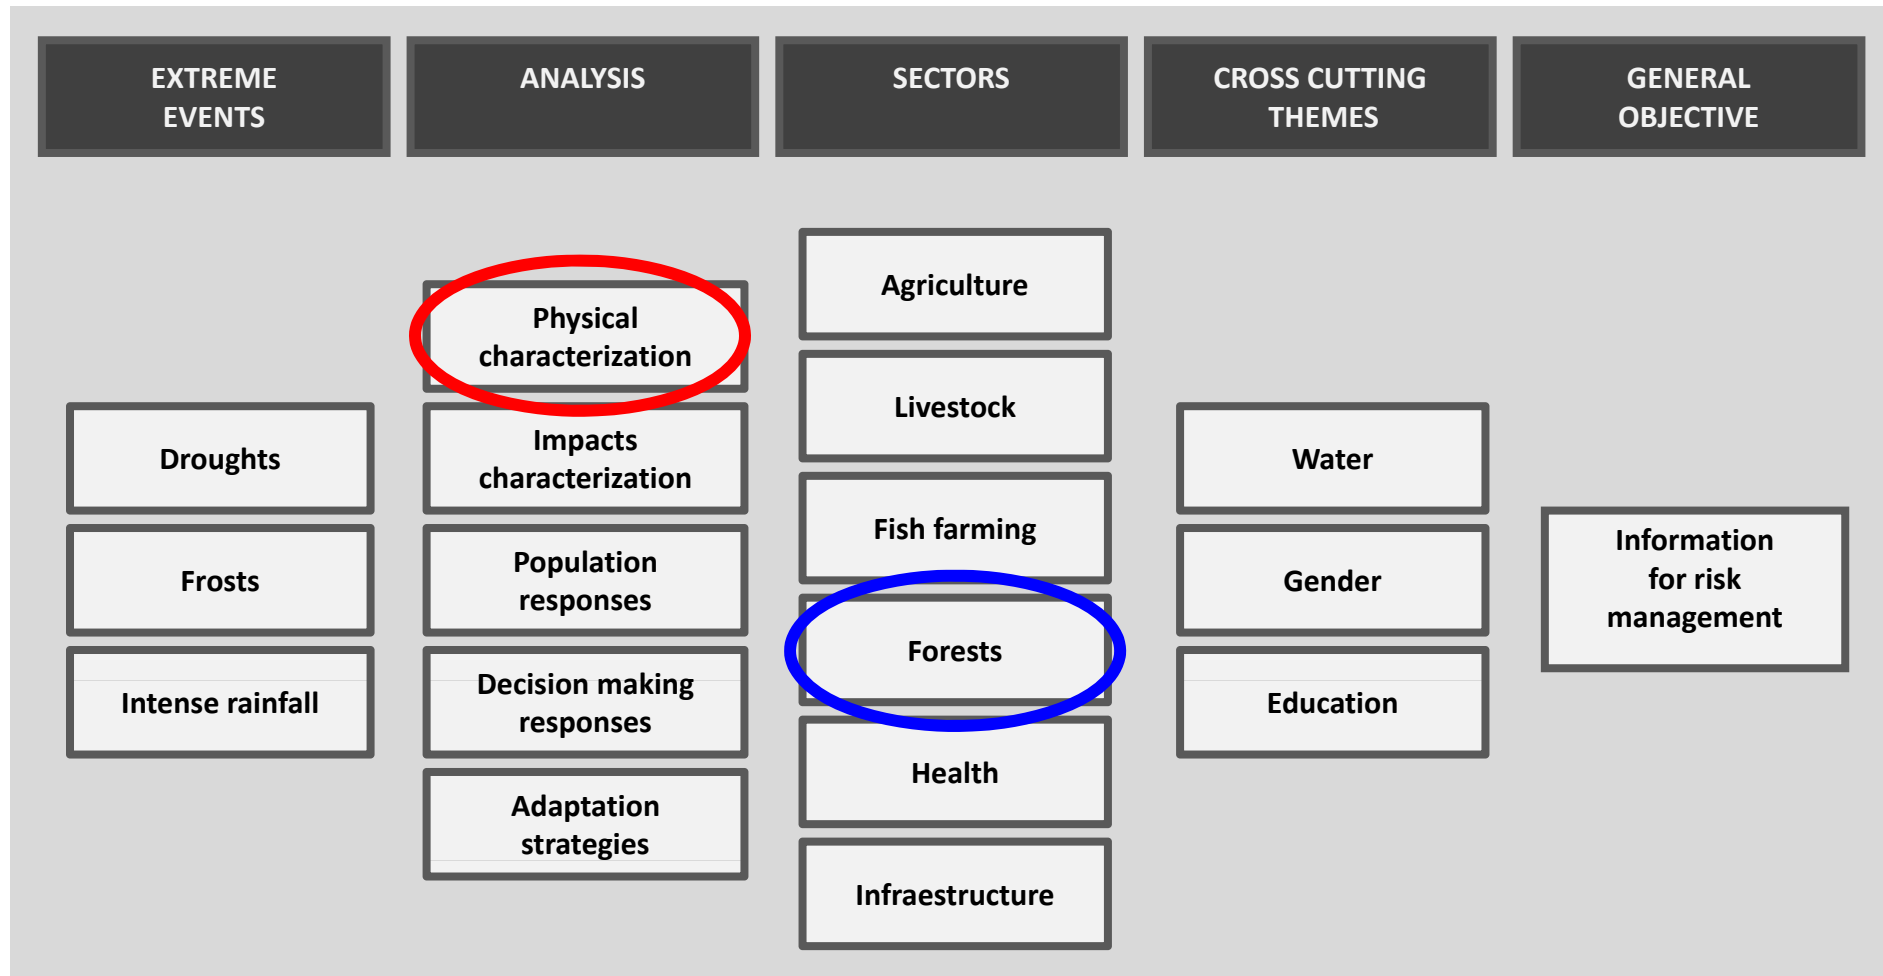 EXTREME
EVENTS
ANALYSIS
SECTORS
CROSS CUTTING
THEMES
GENERAL
OBJECTIVE
Droughts
Frosts
Intense rainfall
Physical
characterization
Impacts
characterization
Population
responses
Decision making
responses
Adaptation
strategies
Agriculture
Livestock
Fish farming
Forests
Health
Infraestructure
Water
Gender
Education
Information
for risk
management